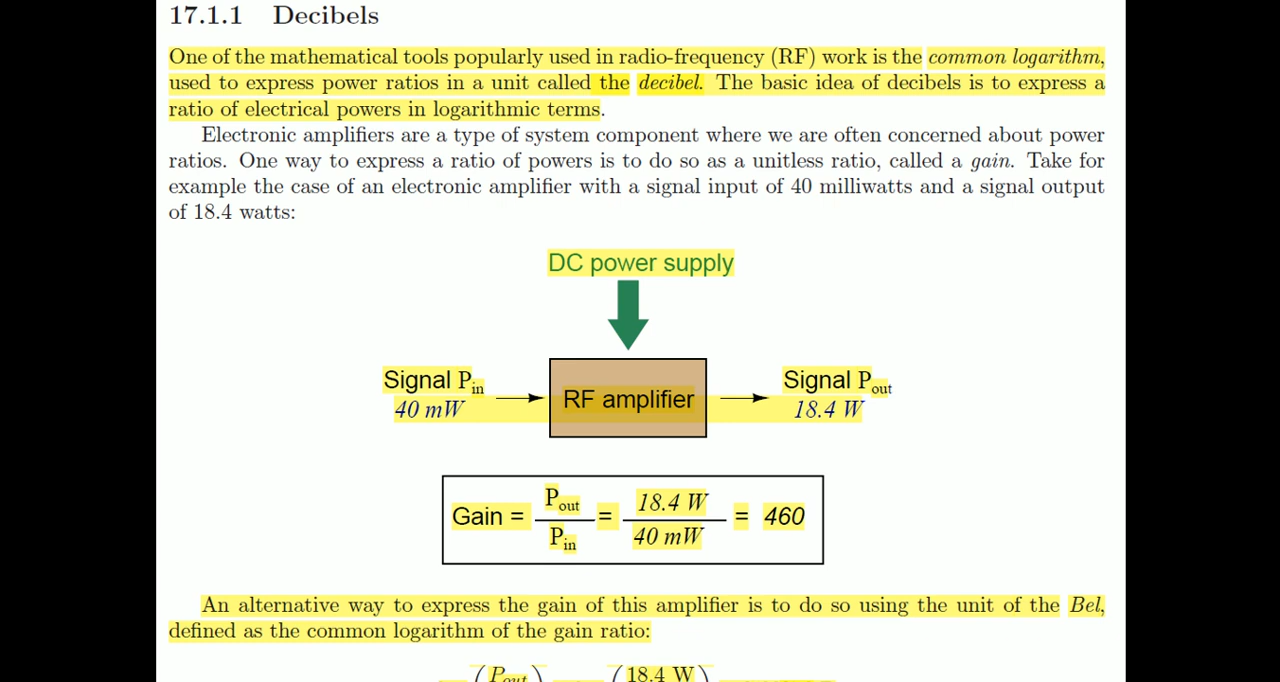 17.1.1 Decibels
One of the mathematical tools popularly used in radio-frequency (RF) work is the common logarithm,
used to express power ratios in a unit called the decibel. The basic idea of decibels is to express a
ratio of electrical powers in logarithmic terms.
Electronic amplifiers are a type of system component where we are often concerned about power
ratios. One way to express a ratio of powers is to do so as a unitless ratio, called a gain. Take for
example the case of an electronic amplifier with a signal input of 40 milliwatts and a signal output
of 18.4 watts:
DC power supply
Signal Pin
40 mW
RF amplifier
Signal Pout
18.4 W
Gain = Pout / Pin = 18.4 W / 40 mW = 460
An alternative way to express the gain of this amplifier is to do so using the unit of the Bel,
defined as the common logarithm of the gain ratio:
(Pout) (18.4 W)